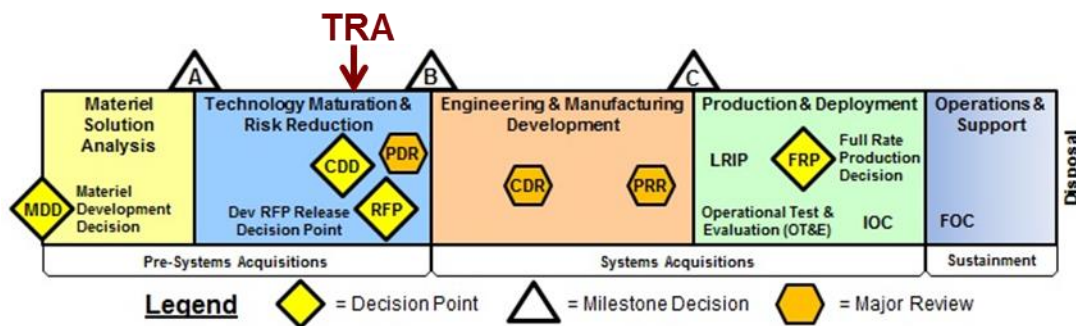 TRA
A
B
C
Materiel
Solution
Analysis
MDD
Materiel
Development
Decision
Technology Maturation &
Risk Reduction
CDD
PDR
Dev RFP Release
Decision Point
RFP
Engineering & Manufacturing
Development
CDR
PRR
Production & Deployment
LRIP
FRP
Full Rate
Production
Decision
Operational Test &
Evaluation (OT&E)
IOC
Operations &
Support
FOC
Disposal
Pre-Systems Acquisitions
Systems Acquisitions
Sustainment
Legend
= Decision Point
= Milestone Decision
= Major Review